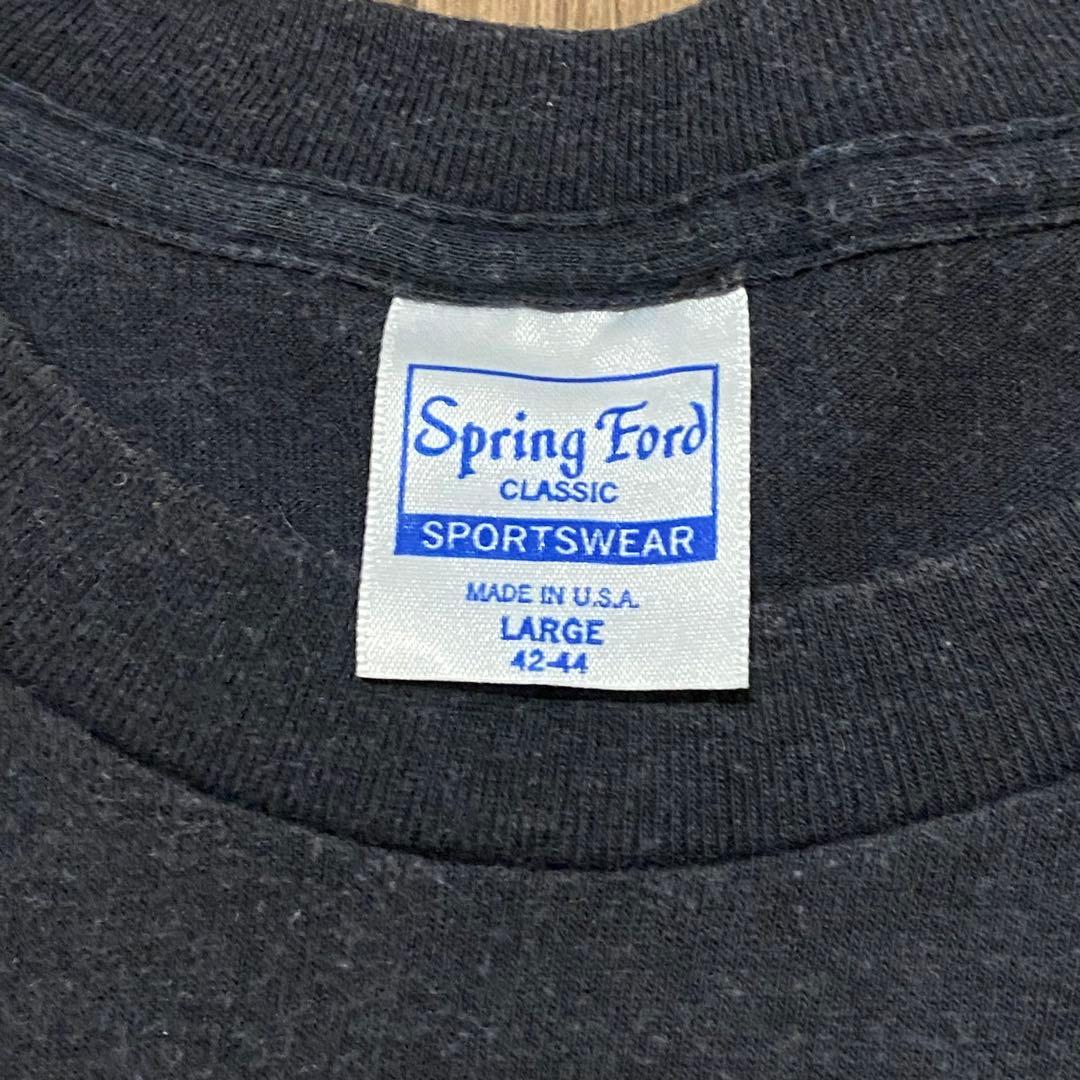 Spring Ford
CLASSIC
SPORTSWEAR
MADE IN U.S.A.
LARGE
42-44